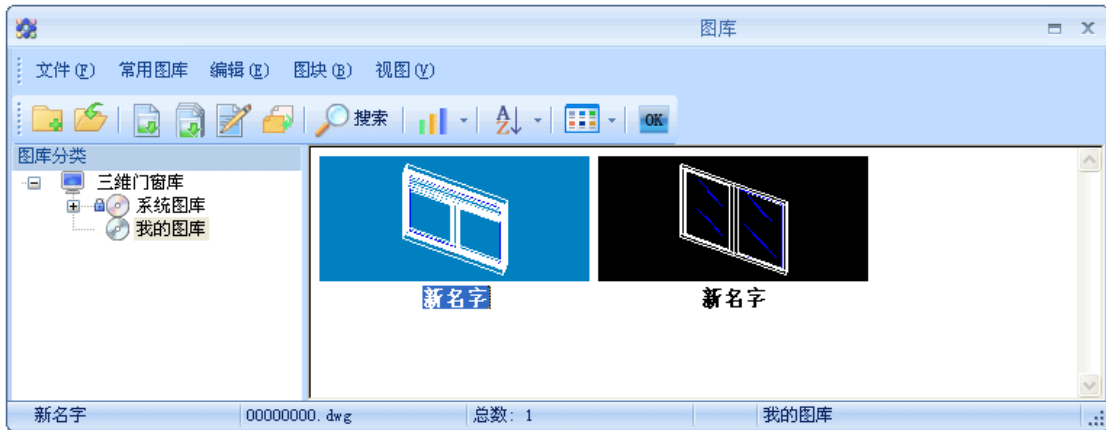 图库
文件(F) 常用图库 编辑(E) 图块(B) 视图(V)
搜索 A Z OK
图库分类
三维门窗库
系统图库
我的图库
新名字 新名字
新名字 00000000.dwg 总数: 1 我的图库